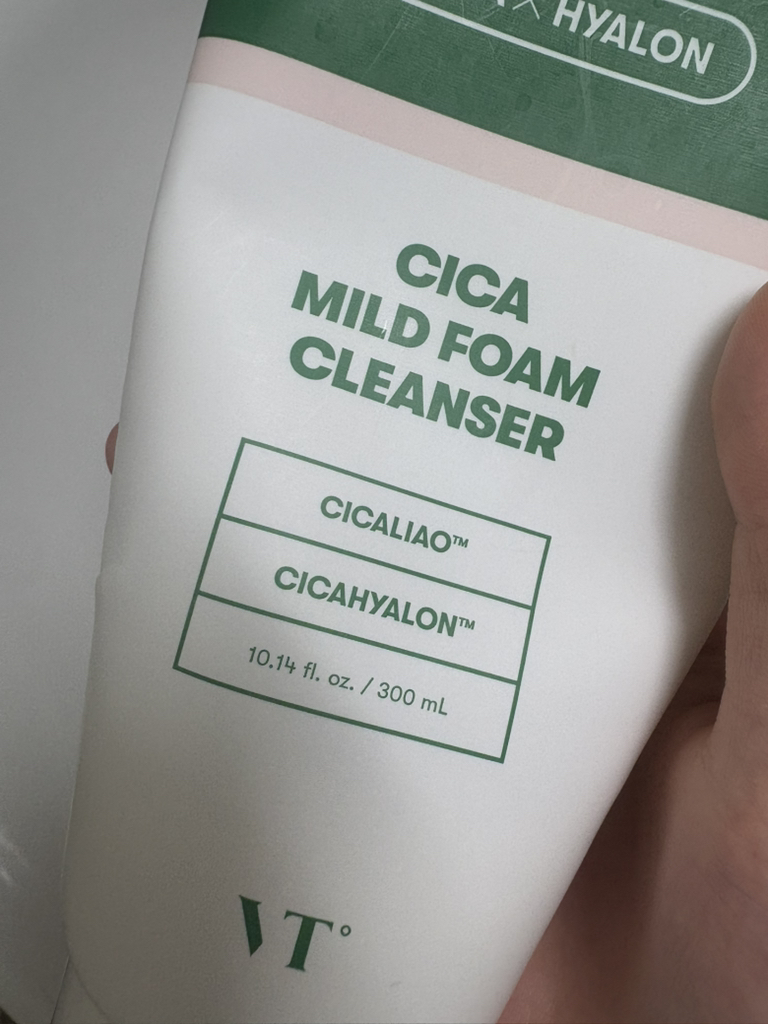 × HYALON
CICA
MILD FOAM
CLEANSER
CICALIAO™
CICAHYALON™
10.14 fl. oz. / 300 mL
VT°